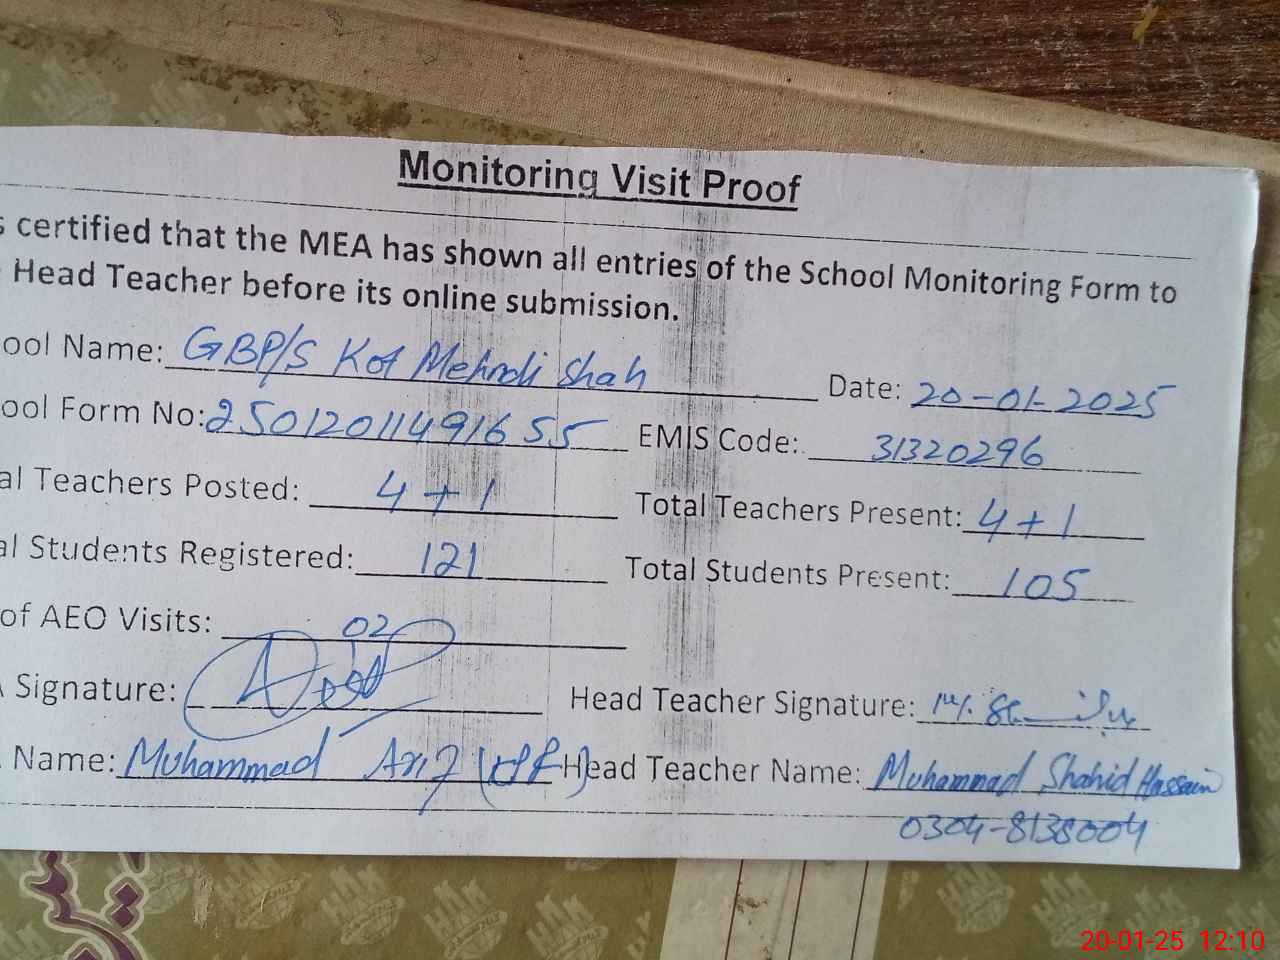 Monitoring Visit Proof
s certified that the MEA has shown all entries of the School Monitoring Form to
Head Teacher before its online submission.
ool Name: GBP/S Kot Mehrdi Shah Date: 20-01-2025
ool Form No: 25012011491655 EMIS Code: 31320296
al Teachers Posted: 4+1 Total Teachers Present: 4+1
al Students Registered: 121 Total Students Present: 105
of AEO Visits: 02
A Signature: Head Teacher Signature:
Name: Muhammad Arif Head Teacher Name: Muhammad Shahid Hassain
0304-8138004
20-01-25 12:10